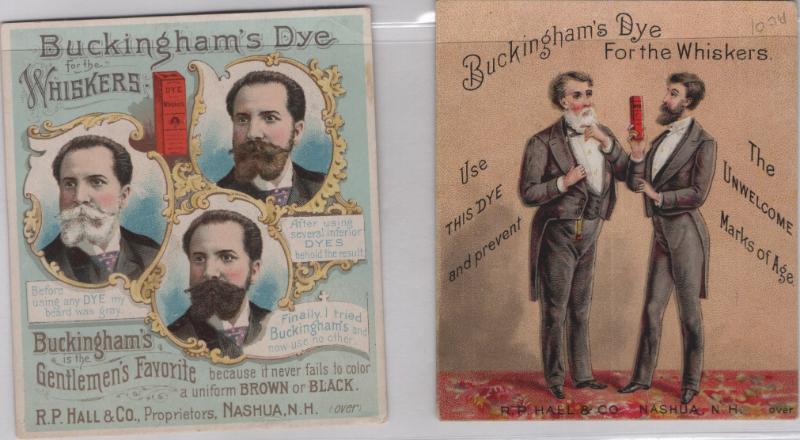 Buckingham's Dye
for the
WHISKERS.
DYE
WHISKERS
After using
several inferior
DYES
behold the result.
Before
using any DYE my
beard was gray.
Finally, I tried
Buckingham's and
now use no other.
Buckingham's
is the
Gentlemen's Favorite because it never fails to color
a uniform BROWN or BLACK.
R.P. HALL & CO., Proprietors, NASHUA, N.H. (over)
Buckingham's Dye
For the Whiskers.
Use
THIS DYE
and prevent
The
UNWELCOME
Marks of Age.
R.P. HALL & CO. NASHUA, N.H. over